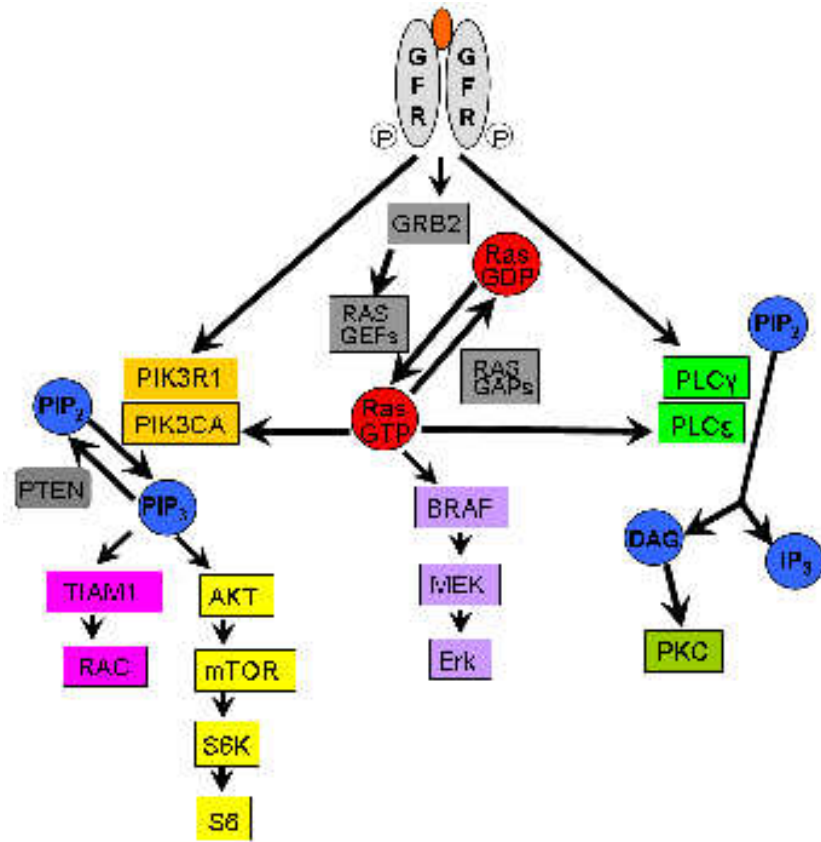 G G
F F
R R
P P
GRB2
Ras
GDP
RAS
GEFs
RAS
GAPs
PIP2
PIK3R1
PLCγ
PIP2
PIK3CA
Ras
GTP
PLCε
PTEN
PIP3
BRAF
DAG
IP3
TIAM1
AKT
MEK
RAC
mTOR
Erk
PKC
S6K
S6